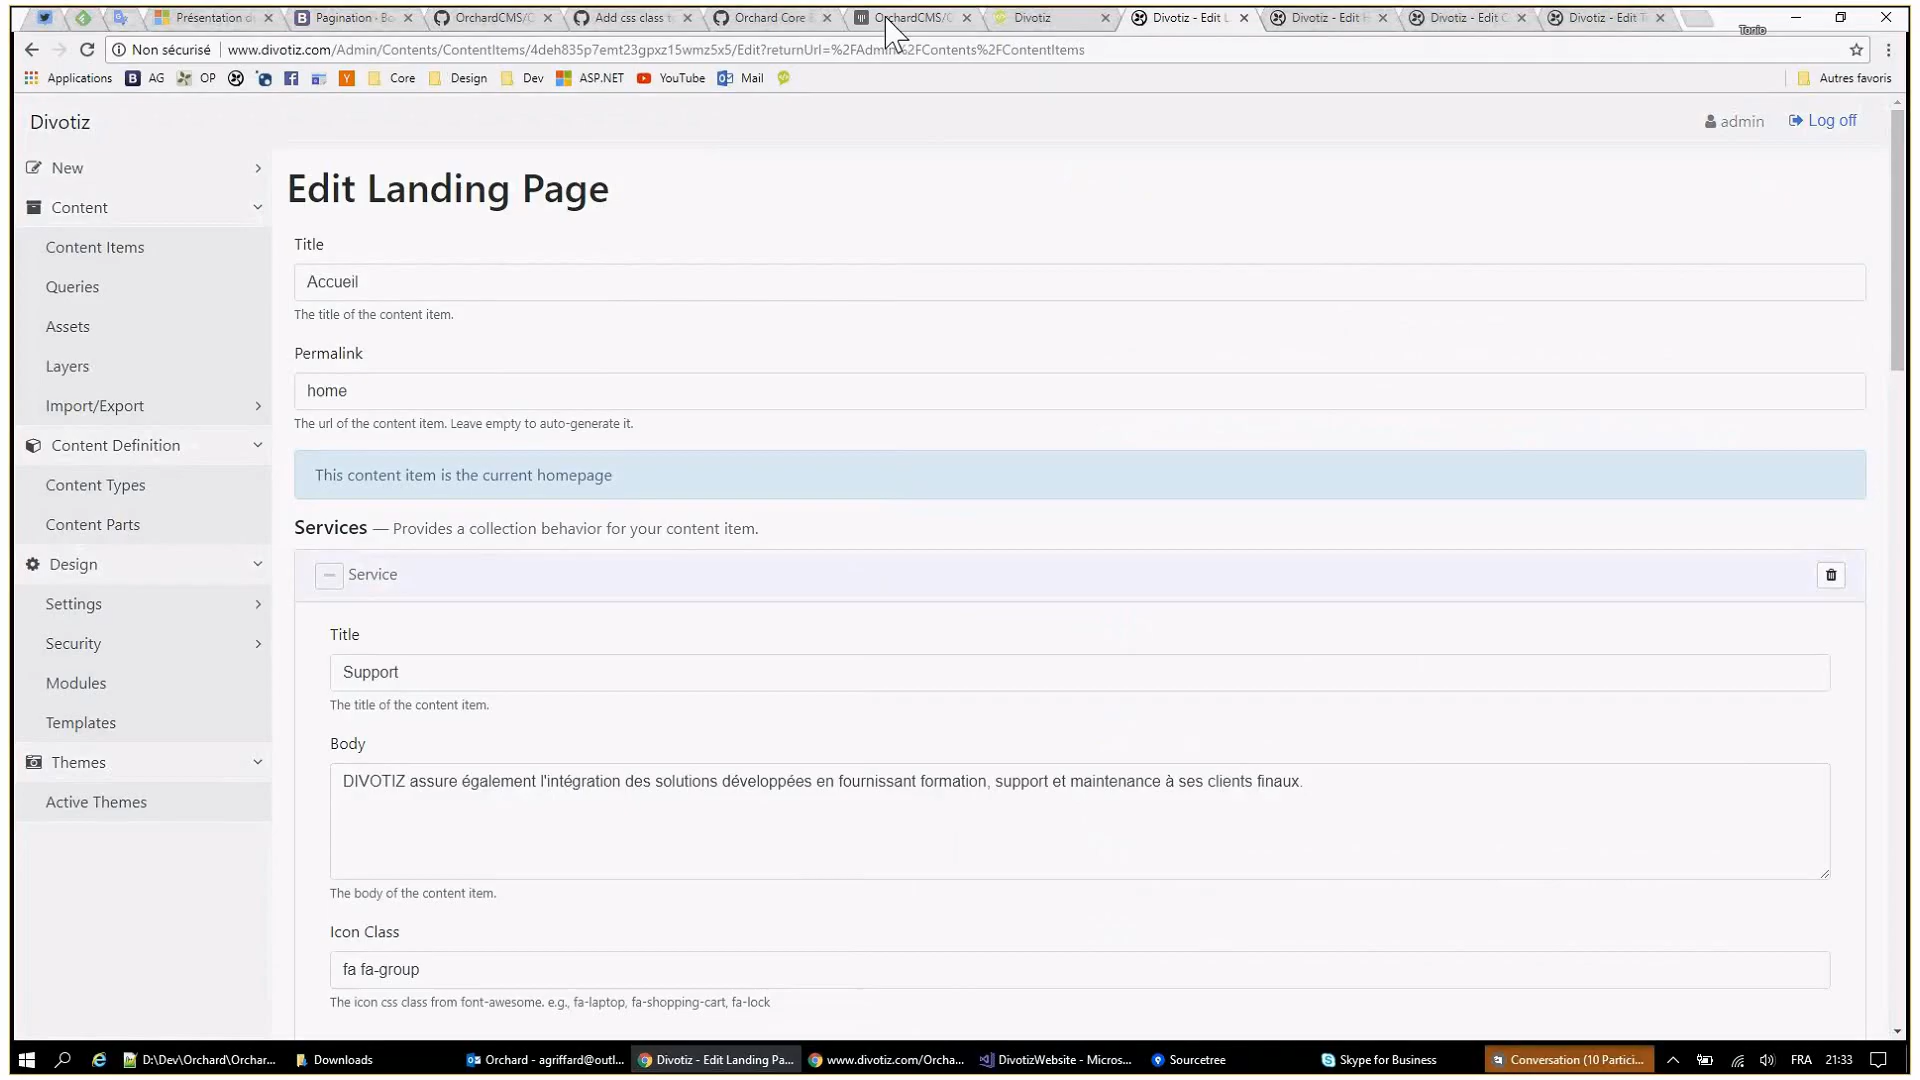 Présentation d
Pagination · Bo
OrchardCMS/O
Add css class t
Orchard Core
OrchardCMS/C
Divotiz
Divotiz - Edit L
Divotiz - Edit
Divotiz - Edit C
Divotiz - Edit T
Tonio
Non sécurisé www.divotiz.com/Admin/Contents/ContentItems/4deh835p7emt23gpxz15wmz5x5/Edit?returnUrl=%2FAdmin%2FContents%2FContentItems
Applications AG OP Core Design Dev ASP.NET YouTube Mail Autres favoris
Divotiz
admin Log off
New
Content
Content Items
Queries
Assets
Layers
Import/Export
Content Definition
Content Types
Content Parts
Design
Settings
Security
Modules
Templates
Themes
Active Themes
Edit Landing Page
Title
Accueil
The title of the content item.
Permalink
home
The url of the content item. Leave empty to auto-generate it.
This content item is the current homepage
Services — Provides a collection behavior for your content item.
Service
Title
Support
The title of the content item.
Body
DIVOTIZ assure également l'intégration des solutions développées en fournissant formation, support et maintenance à ses clients finaux.
The body of the content item.
Icon Class
fa fa-group
The icon css class from font-awesome. e.g., fa-laptop, fa-shopping-cart, fa-lock
D:\Dev\Orchard\Orchar... Downloads Orchard - agriffard@outl... Divotiz - Edit Landing Pa... www.divotiz.com/Orcha... DivotizWebsite - Micros... Sourcetree Skype for Business Conversation (10 Partici... FRA 21:33